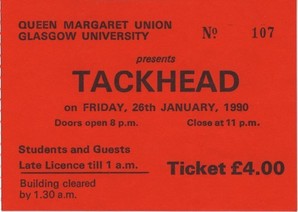 QUEEN MARGARET UNION
GLASGOW UNIVERSITY
No 107
presents
TACKHEAD
on FRIDAY, 26th JANUARY, 1990
Doors open 8 p.m. Close at 11 p.m.
Students and Guests
Late Licence till 1 a.m.
Building cleared
by 1.30 a.m.
Ticket £4.00